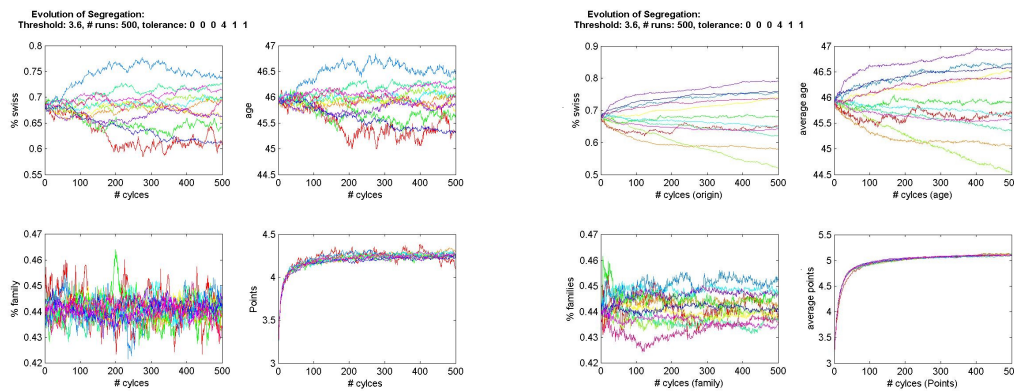 Evolution of Segregation:
Threshold: 3.6, # runs: 500, tolerance: 0 0 0 4 1 1
% swiss
0.8
0.75
0.7
0.65
0.6
0.55
0 100 200 300 400 500
# cylces
age
47
46.5
46
45.5
45
44.5
0 100 200 300 400 500
# cylces
% family
0.47
0.46
0.45
0.44
0.43
0.42
0 100 200 300 400 500
# cylces
Points
4.5
4
3.5
3
0 100 200 300 400 500
# cylces
Evolution of Segregation:
Threshold: 3.6, # runs: 500, tolerance: 0 0 0 4 1 1
% swiss
0.9
0.8
0.7
0.6
0.5
0 100 200 300 400 500
# cylces (origin)
average age
47
46.5
46
45.5
45
44.5
0 100 200 300 400 500
# cylces (age)
% families
0.47
0.46
0.45
0.44
0.43
0.42
0 100 200 300 400 500
# cylces (family)
average points
5.5
5
4.5
4
3.5
3
0 100 200 300 400 500
# cylces (Points)